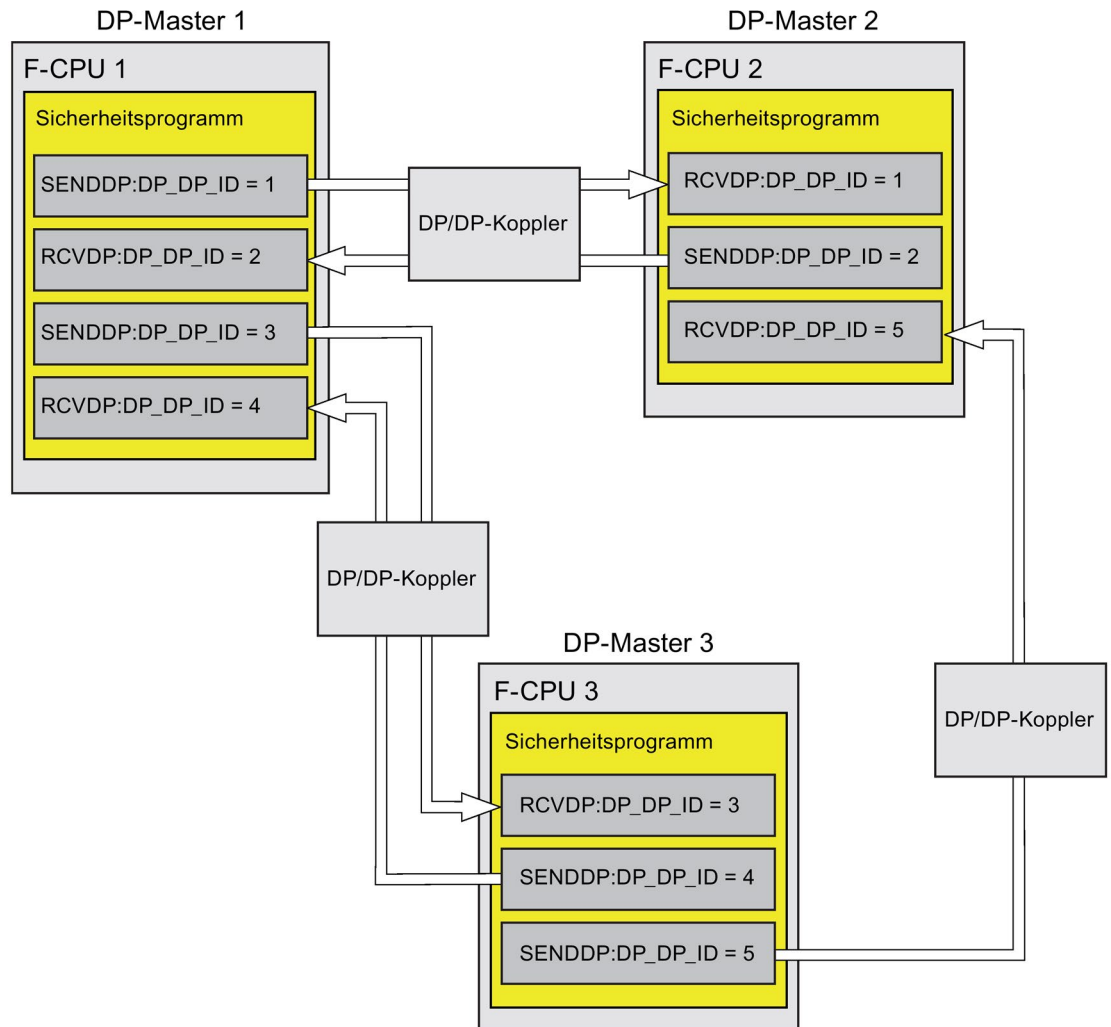 DP-Master 1
F-CPU 1
Sicherheitsprogramm
SENDDP:DP_DP_ID = 1
RCVDP:DP_DP_ID = 2
SENDDP:DP_DP_ID = 3
RCVDP:DP_DP_ID = 4
DP/DP-Koppler
DP-Master 2
F-CPU 2
Sicherheitsprogramm
RCVDP:DP_DP_ID = 1
SENDDP:DP_DP_ID = 2
RCVDP:DP_DP_ID = 5
DP/DP-Koppler
DP-Master 3
F-CPU 3
Sicherheitsprogramm
RCVDP:DP_DP_ID = 3
SENDDP:DP_DP_ID = 4
SENDDP:DP_DP_ID = 5
DP/DP-Koppler